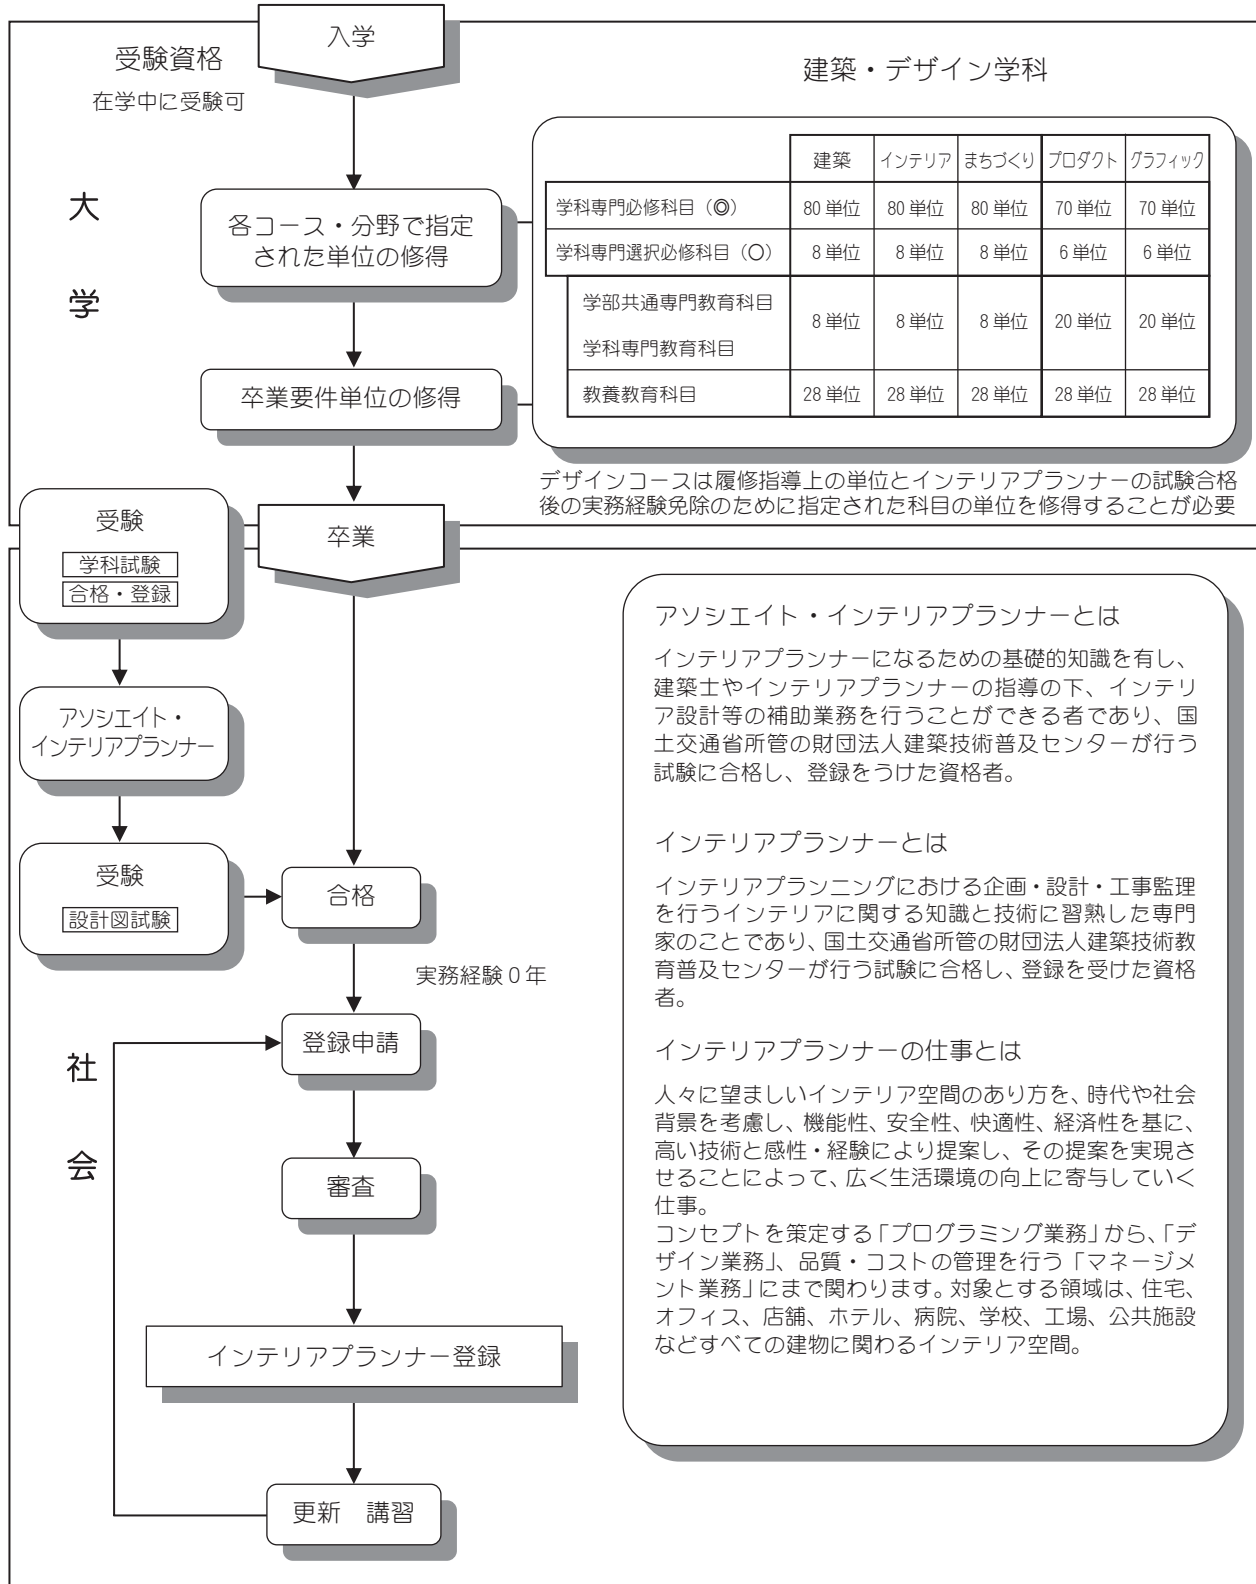 入学
受験資格
在学中に受験可
建築・デザイン学科
大
学
各コース・分野で指定
された単位の修得
卒業要件単位の修得
建築 インテリア まちづくり プロダクト グラフィック
学科専門必修科目(◎) 80単位 80単位 80単位 70単位 70単位
学科専門選択必修科目(○) 8単位 8単位 8単位 6単位 6単位
学部共通専門教育科目
8単位 8単位 8単位 20単位 20単位
学科専門教育科目
教養教育科目 28単位 28単位 28単位 28単位 28単位
デザインコースは履修指導上の単位とインテリアプランナーの試験合格
後の実務経験免除のために指定された科目の単位を修得することが必要
卒業
受験
学科試験
合格・登録
アソシエイト・
インテリアプランナー
受験
設計図試験
合格
実務経験0年
登録申請
社
会
審査
インテリアプランナー登録
更新 講習
アソシエイト・インテリアプランナーとは
インテリアプランナーになるための基礎的知識を有し、
建築士やインテリアプランナーの指導の下、インテリ
ア設計等の補助業務を行うことができる者であり、国
土交通省所管の財団法人建築技術普及センターが行う
試験に合格し、登録をうけた資格者。
インテリアプランナーとは
インテリアプランニングにおける企画・設計・工事監理
を行うインテリアに関する知識と技術に習熟した専門
家のことであり、国土交通省所管の財団法人建築技術教
育普及センターが行う試験に合格し、登録を受けた資格
者。
インテリアプランナーの仕事とは
人々に望ましいインテリア空間のあり方を、時代や社会
背景を考慮し、機能性、安全性、快適性、経済性を基に、
高い技術と感性・経験により提案し、その提案を実現さ
せることによって、広く生活環境の向上に寄与していく
仕事。
コンセプトを策定する「プログラミング業務」から、「デ
ザイン業務」、品質・コストの管理を行う「マネージメ
ント業務」にまで関わります。対象とする領域は、住宅、
オフィス、店舗、ホテル、病院、学校、工場、公共施設
などすべての建物に関わるインテリア空間。